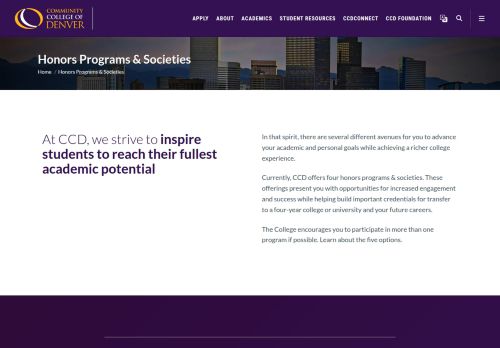 COMMUNITY
COLLEGE OF
DENVER
APPLY ABOUT ACADEMICS STUDENT RESOURCES CCDCONNECT CCD FOUNDATION
Honors Programs & Societies
Home / Honors Programs & Societies
At CCD, we strive to inspire
students to reach their fullest
academic potential
In that spirit, there are several different avenues for you to advance
your academic and personal goals while achieving a richer college
experience.
Currently, CCD offers four honors programs & societies. These
offerings present you with opportunities for increased engagement
and success while helping build important credentials for transfer
to a four-year college or university and your future careers.
The College encourages you to participate in more than one
program if possible. Learn about the five options.